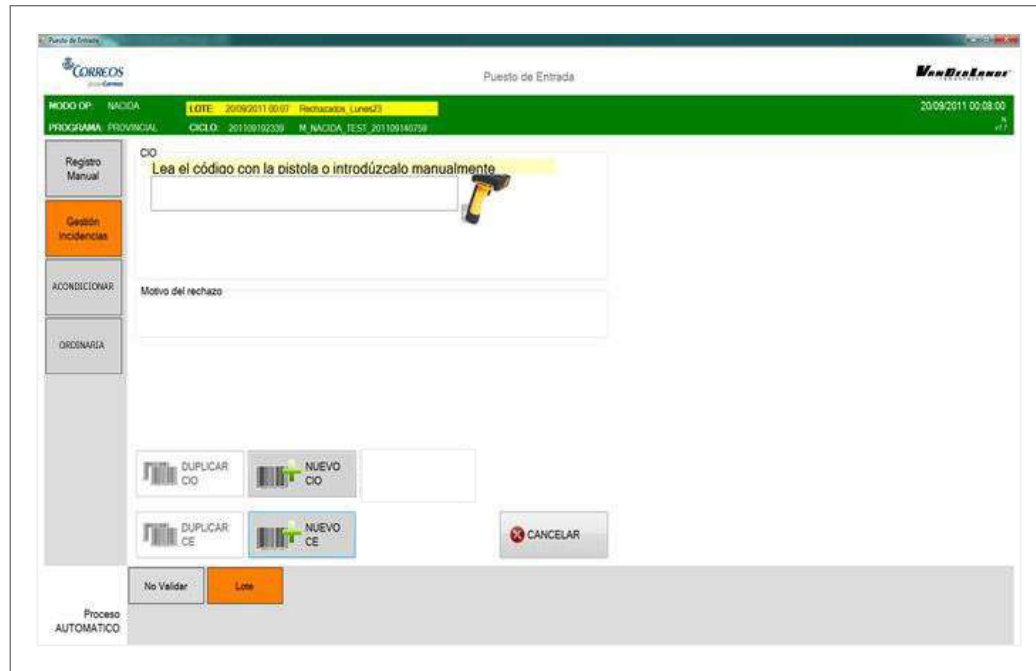 Puesto de Entrada
CORREOS
Puesto de Entrada
VANDERLANDE
INDUSTRIES
MODO OP: NACIDA
LOTE: 20/09/2011 00:07 Rechazados_Lunes23
20/09/2011 00:08:00
PROGRAMA: PROVINCIAL
CICLO: 201109192339 M_NACIDA_TEST_201109140759
N
v17
Registro
Manual
CIO
Lea el código con la pistola o introdúzcalo manualmente
Gestión
Incidencias
ACONDICIONAR
Motivo del rechazo
ORDINARIA
DUPLICAR
CIO
NUEVO
CIO
DUPLICAR
CE
NUEVO
CE
CANCELAR
No Validar
Lote
Proceso
AUTOMATICO